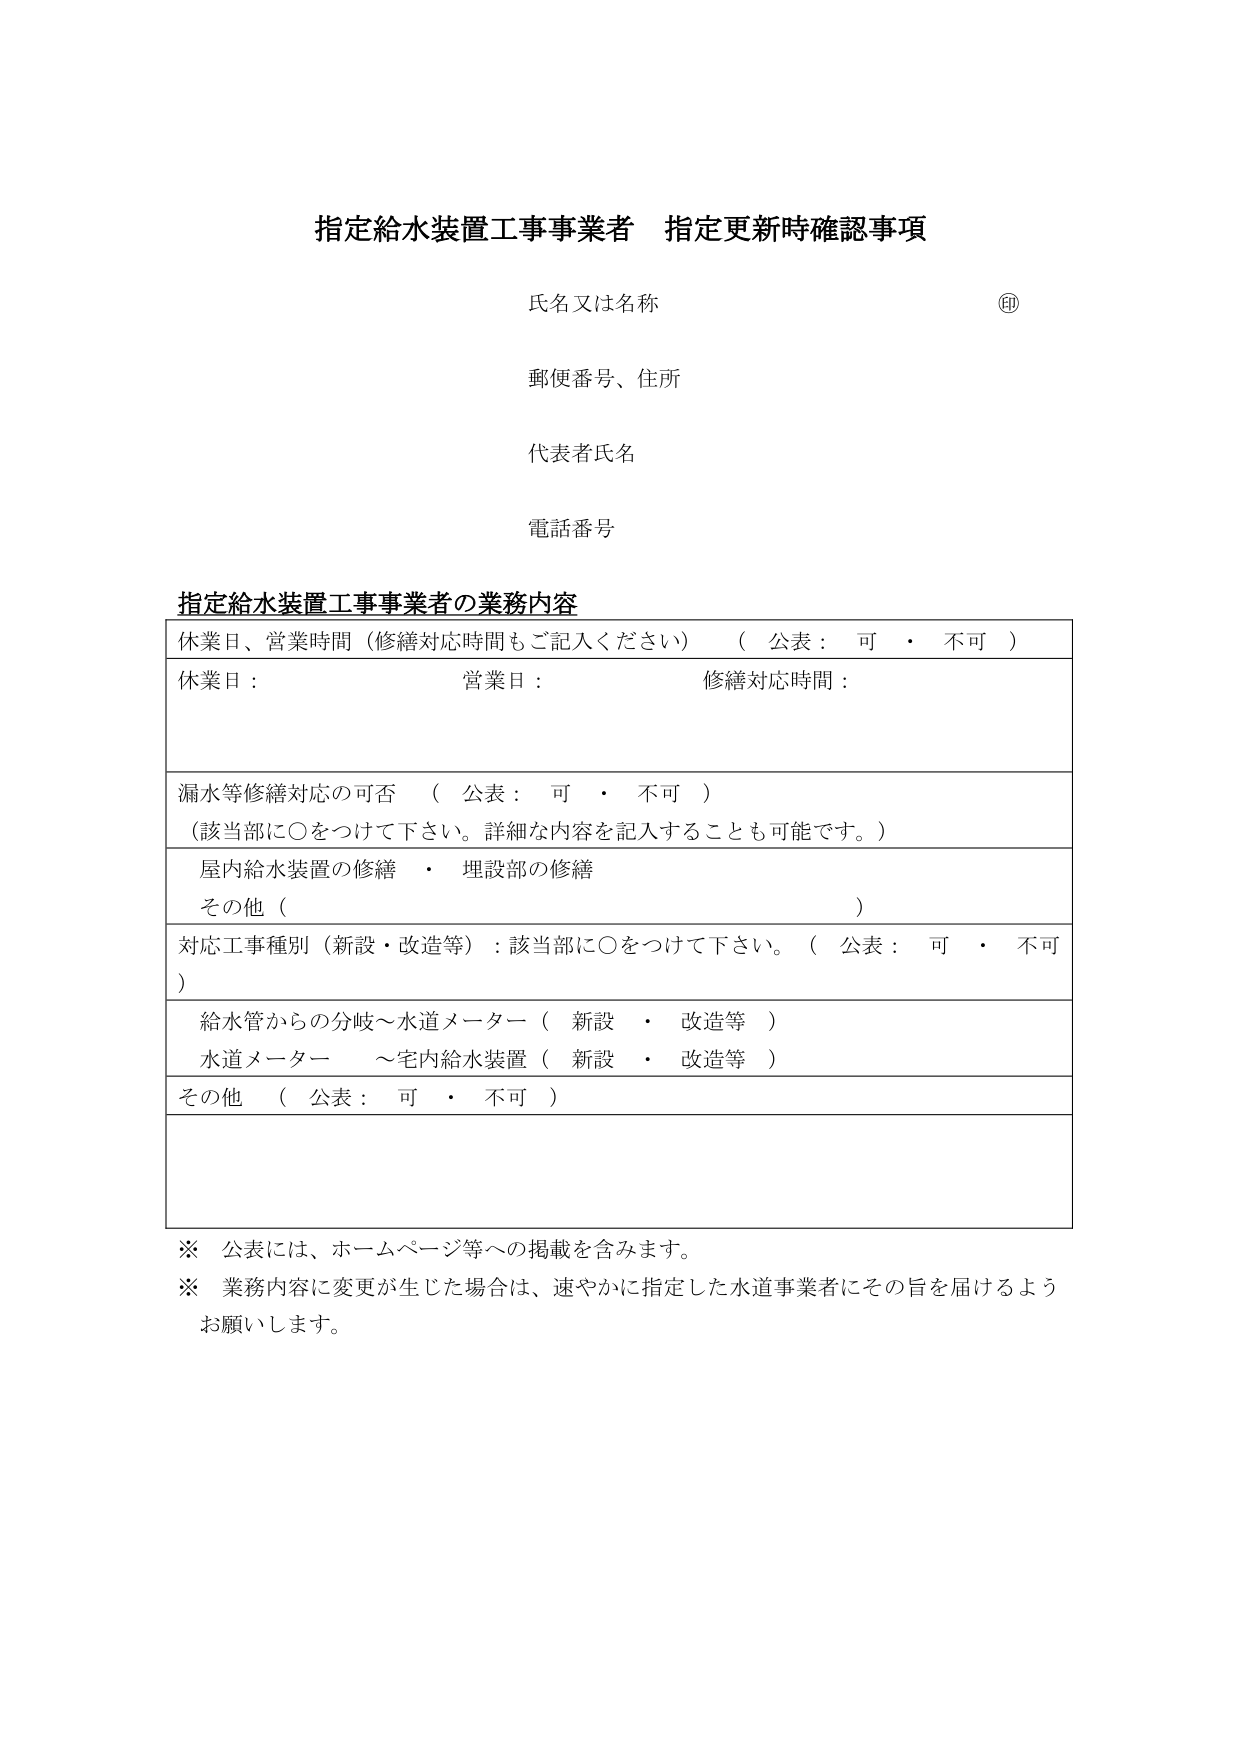 指定給水装置工事事業者　指定更新時確認事項
氏名又は名称　　　　　　　　　　　　　　　㊞
郵便番号、住所
代表者氏名
電話番号
指定給水装置工事事業者の業務内容
休業日、営業時間（修繕対応時間もご記入ください）　（　公表：　可　・　不可　）
休業日：　　　　　　　　　営業日：　　　　　　　修繕対応時間：
漏水等修繕対応の可否　（　公表：　可　・　不可　）
（該当部に〇をつけて下さい。詳細な内容を記入することも可能です。）
屋内給水装置の修繕　・　埋設部の修繕
その他（　　　　　　　　　　　　　　　　　　　　　　　　　　）
対応工事種別（新設・改造等）：該当部に〇をつけて下さい。（　公表：　可　・　不可
）
給水管からの分岐～水道メーター（　新設　・　改造等　）
水道メーター　　～宅内給水装置（　新設　・　改造等　）
その他　（　公表：　可　・　不可　）
※　公表には、ホームページ等への掲載を含みます。
※　業務内容に変更が生じた場合は、速やかに指定した水道事業者にその旨を届けるよう
お願いします。